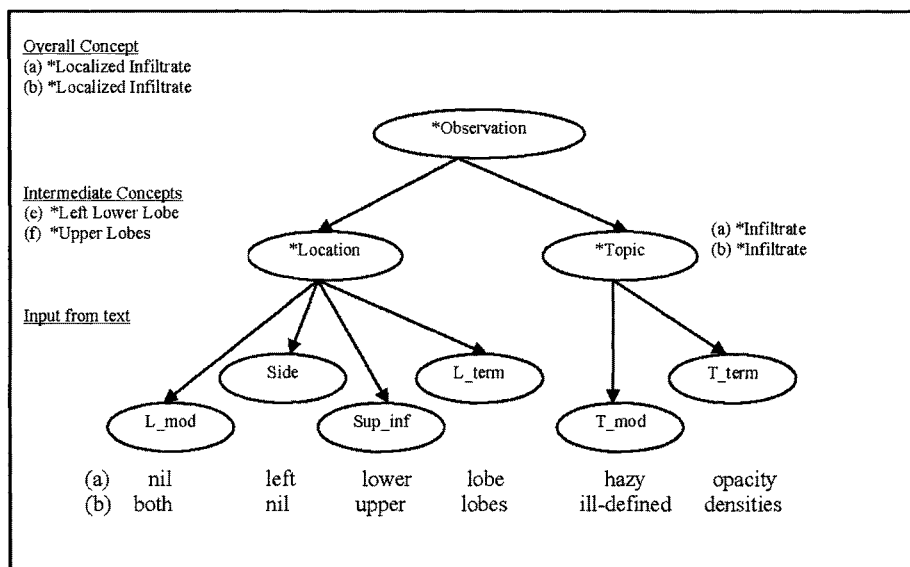 Overall Concept
(a) *Localized Infiltrate
(b) *Localized Infiltrate
*Observation
Intermediate Concepts
(e) *Left Lower Lobe
(f) *Upper Lobes
*Location
*Topic
(a) *Infiltrate
(b) *Infiltrate
Input from text
Side
L_term
T_term
L_mod
Sup_inf
T_mod
(a) nil left lower lobe hazy opacity
(b) both nil upper lobes ill-defined densities